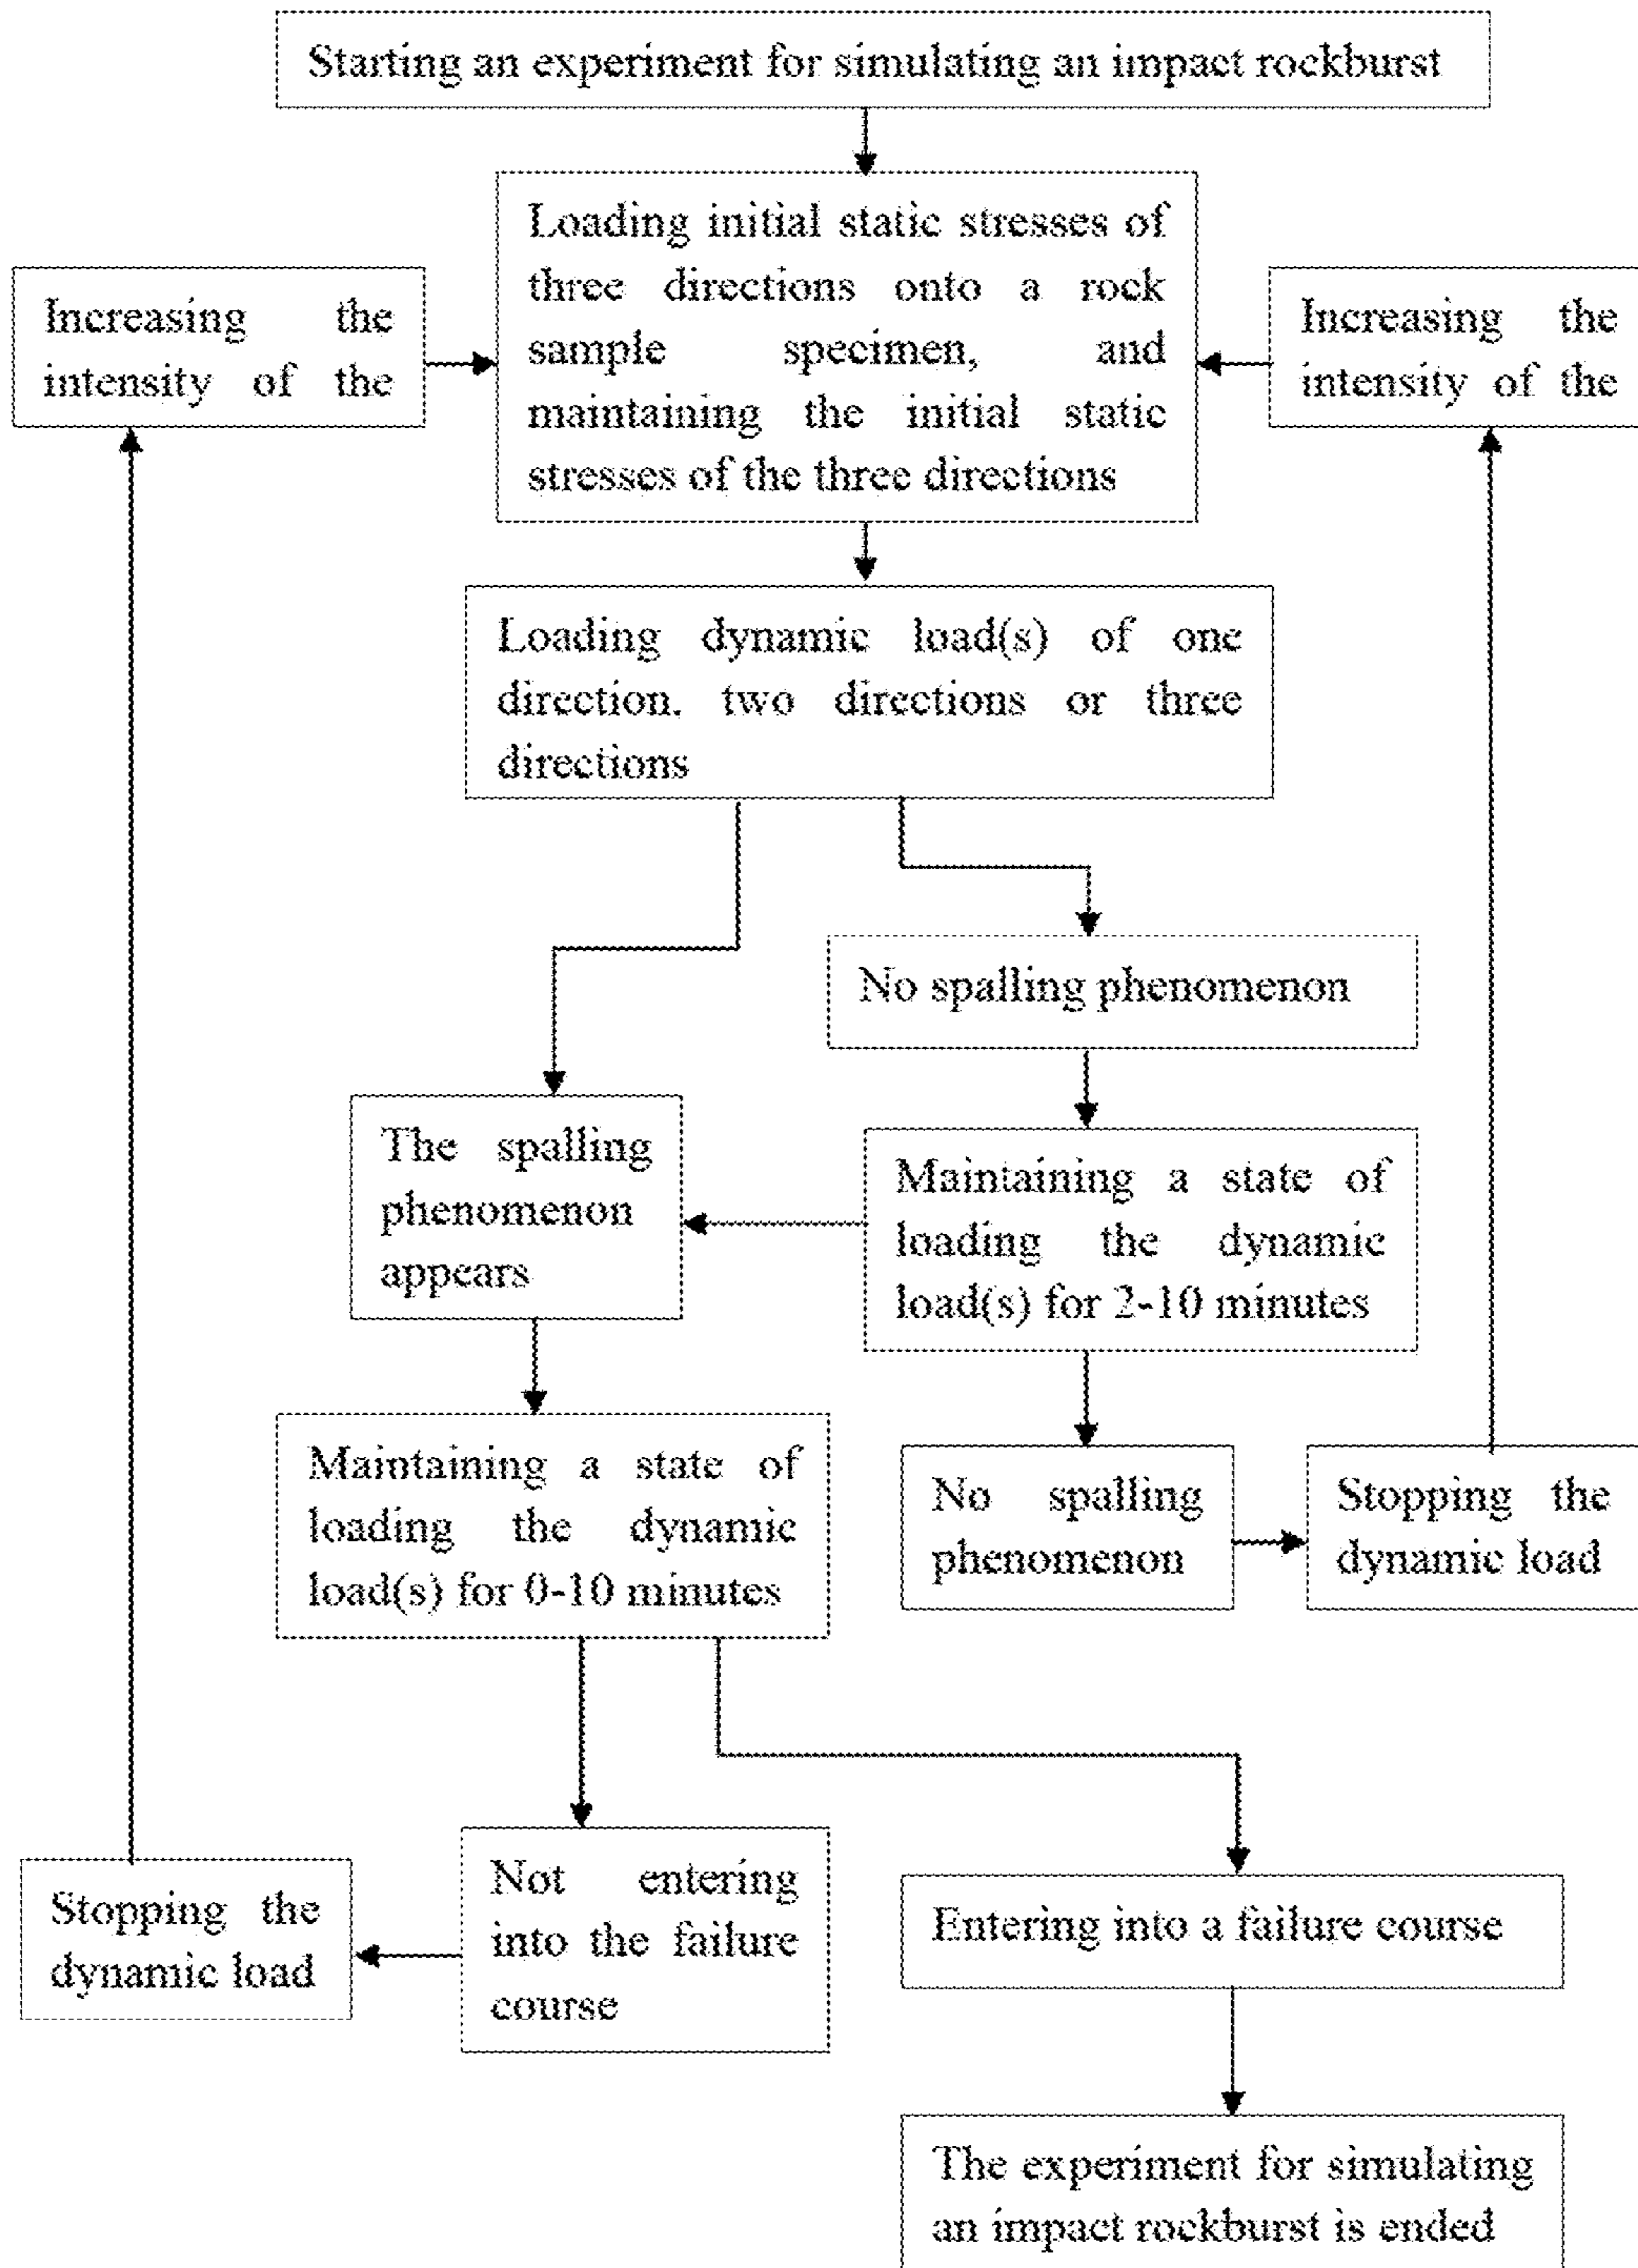 Starting an experiment for simulating an impact rockburst
Loading initial static stresses of
three directions onto a rock
sample specimen, and
maintaining the initial static
stresses of the three directions
Increasing the
intensity of the
Increasing the
intensity of the
Loading dynamic load(s) of one
direction. two directions or three
directions
No spalling phenomenon
The spalling
phenomenon
appears
Maintaining a state of
loading the dynamic
load(s) for 2-10 minutes
Maintaining a state of
loading the dynamic
load(s) for 0-10 minutes
No spalling
phenomenon
Stopping the
dynamic load
Stopping the
dynamic load
Not entering
into the failure
course
Entering into a failure course
The experiment for simulating
an impact rockburst is ended